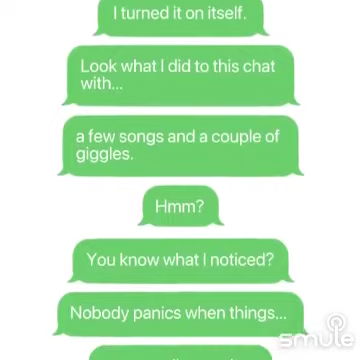 I turned it on itself.
Look what I did to this chat
with...
a few songs and a couple of
giggles.
Hmm?
You know what I noticed?
Nobody panics when things...
smule